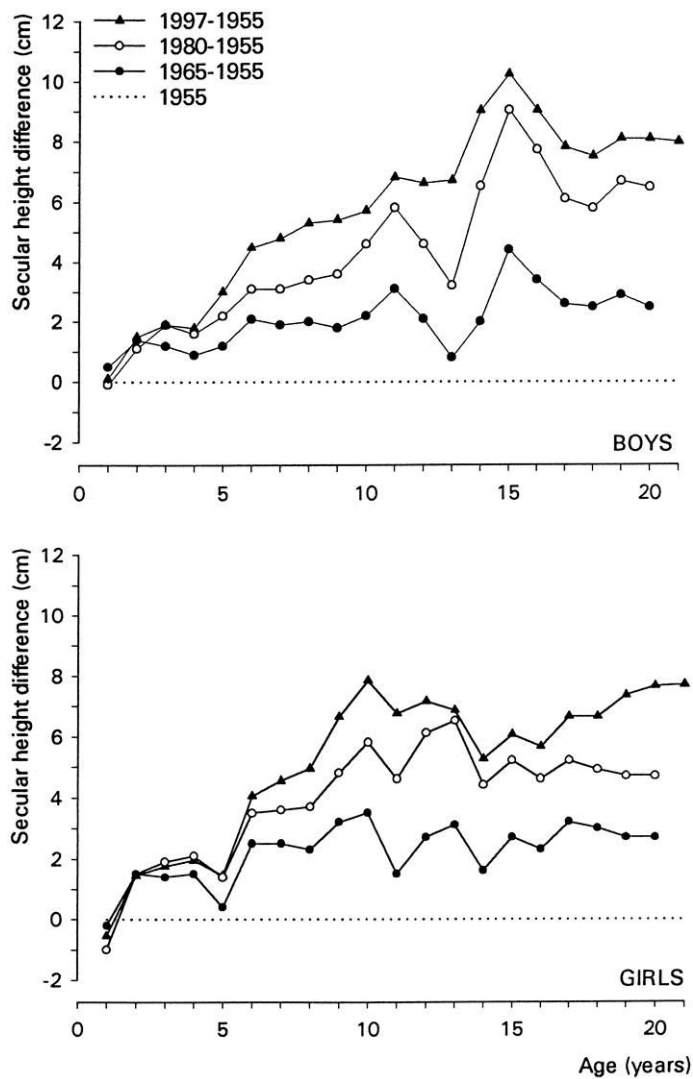 Secular height difference (cm)
12
10
8
6
4
2
0
-2
1997-1955
1980-1955
1965-1955
1955
BOYS
0 5 10 15 20
Secular height difference (cm)
12
10
8
6
4
2
0
-2
GIRLS
0 5 10 15 20
Age (years)